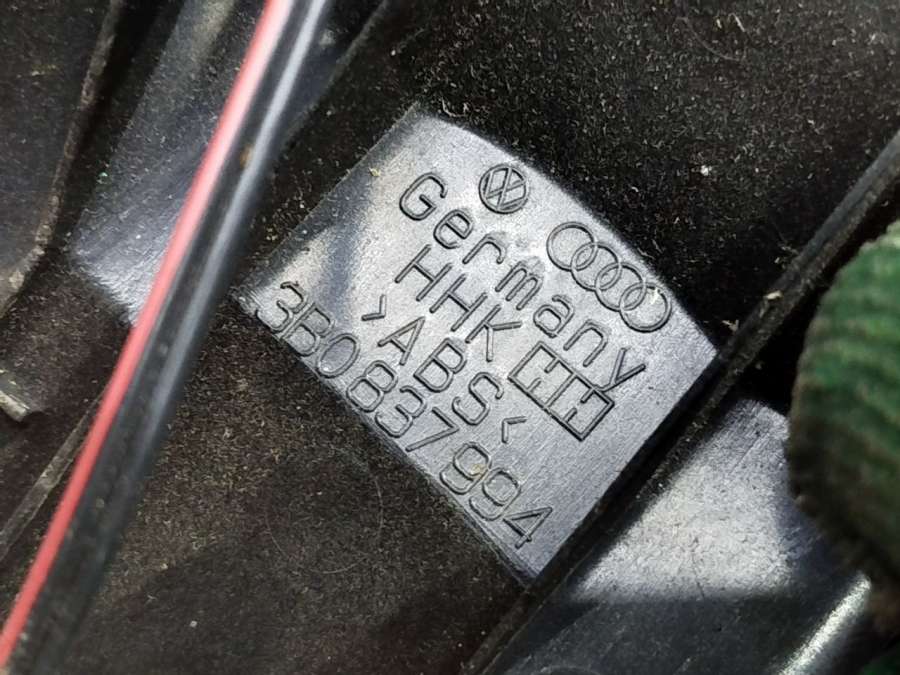 Germany
HHK
>ABS<
3B0837994